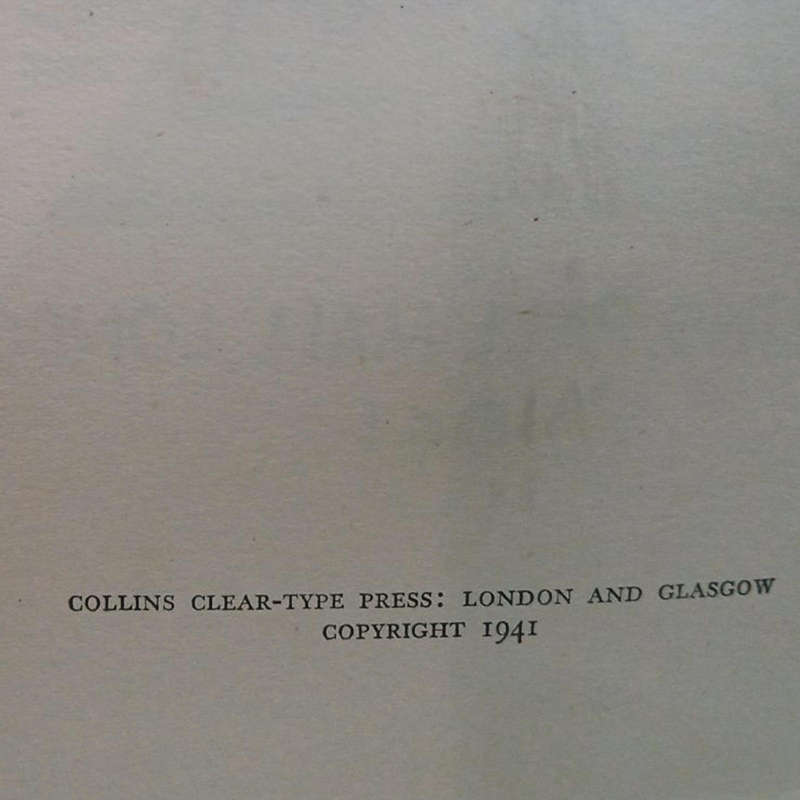 COLLINS CLEAR-TYPE PRESS: LONDON AND GLASGOW
COPYRIGHT 1941